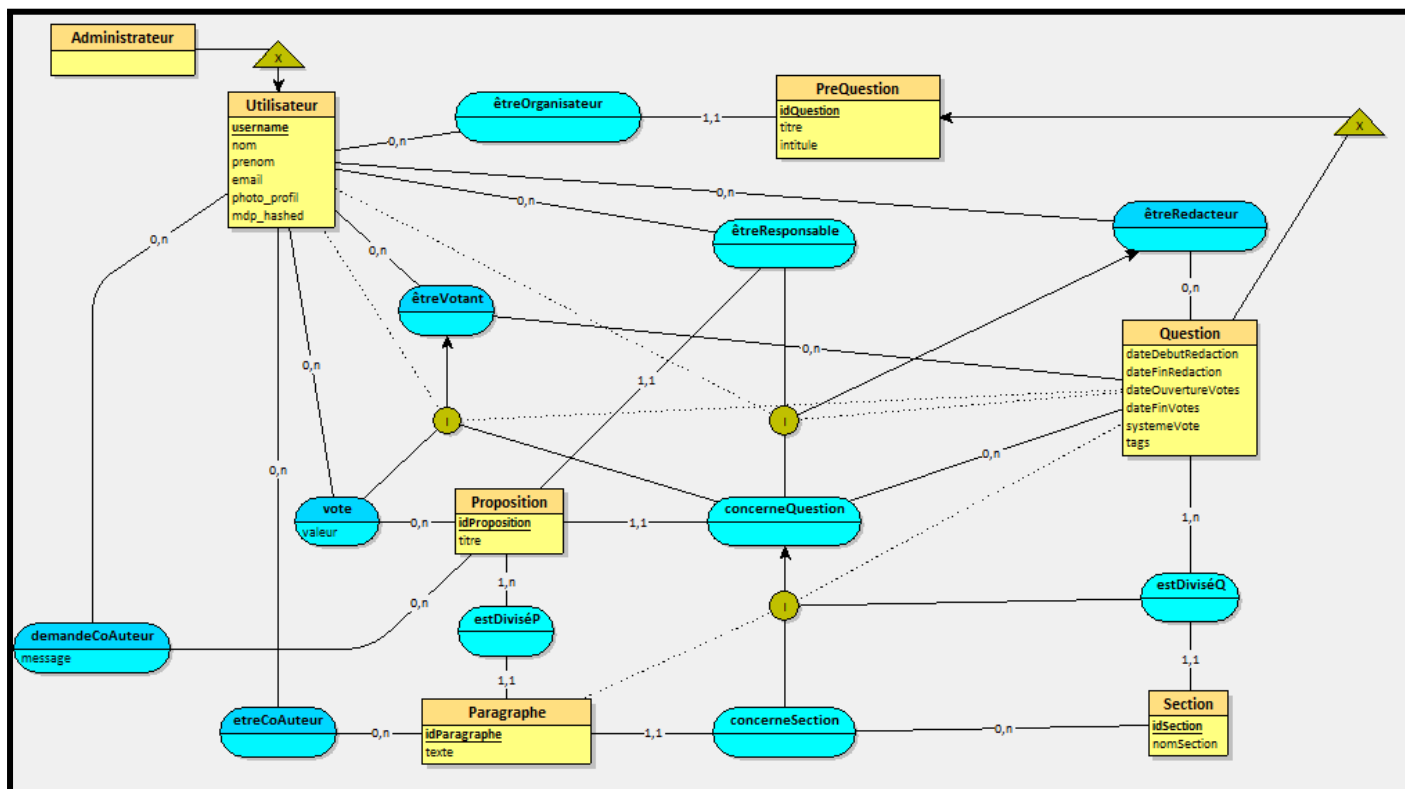 Administrateur
X
Utilisateur
username
nom
prenom
email
photo_profil
mdp_hashed
êtreOrganisateur
0,n
1,1
PreQuestion
idQuestion
titre
intitule
X
0,n
0,n
êtreResponsable
êtreRedacteur
0,n
0,n
êtreVotant
0,n
0,n
Question
dateDebutRedaction
dateFinRedaction
dateOuvertureVotes
dateFinVotes
systemeVote
tags
0,n
1,1
I
I
0,n
vote
valeur
0,n
Proposition
idProposition
titre
1,1
concerneQuestion
1,n
0,n
1,n
0,n
estDiviséP
I
estDiviséQ
demandeCoAuteur
message
1,1
1,1
etreCoAuteur
0,n
Paragraphe
idParagraphe
texte
1,1
concerneSection
0,n
Section
idSection
nomSection